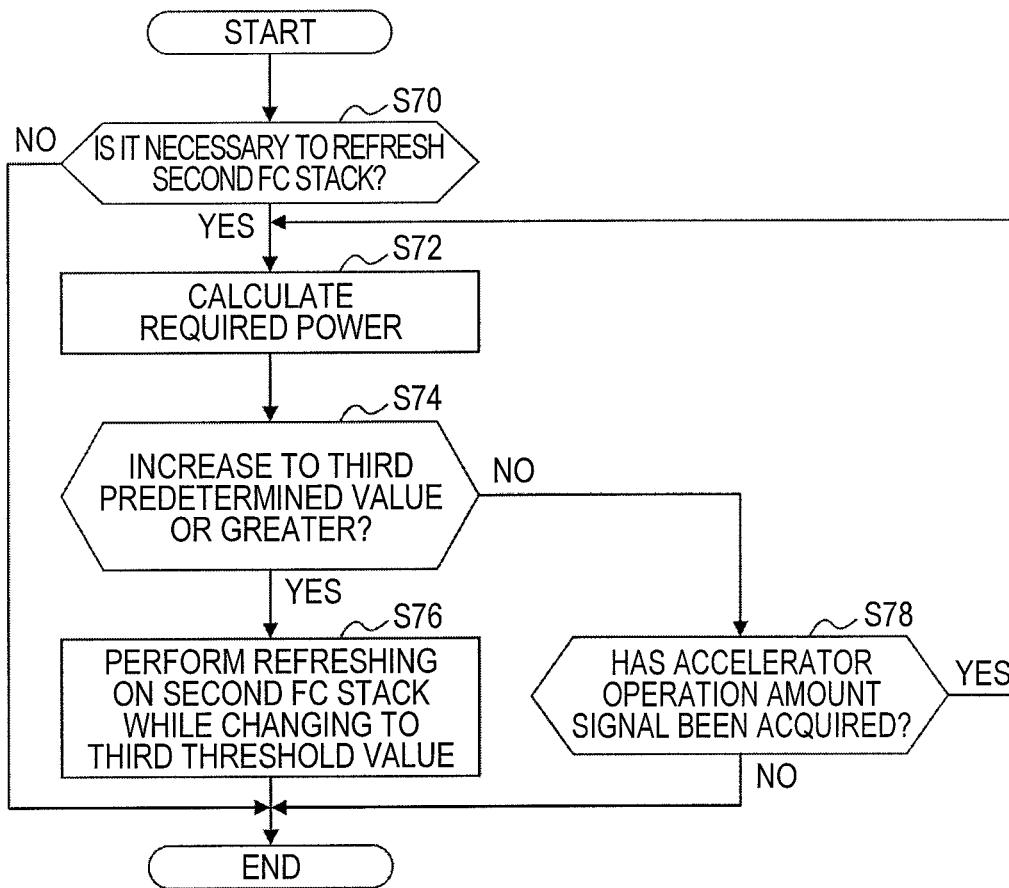 START
S70
NO
IS IT NECESSARY TO REFRESH
SECOND FC STACK?
YES
S72
CALCULATE
REQUIRED POWER
S74
INCREASE TO THIRD
PREDETERMINED VALUE
OR GREATER?
NO
YES
S76
PERFORM REFRESHING
ON SECOND FC STACK
WHILE CHANGING TO
THIRD THRESHOLD VALUE
S78
HAS ACCELERATOR
OPERATION AMOUNT
SIGNAL BEEN ACQUIRED?
YES
NO
END